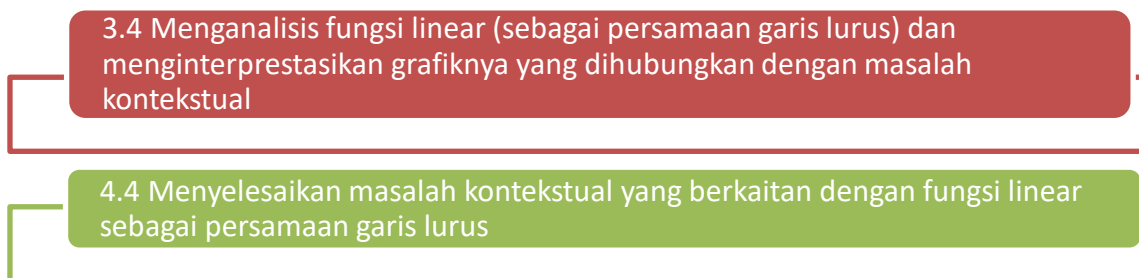 3.4 Menganalisis fungsi linear (sebagai persamaan garis lurus) dan
menginterprestasikan grafiknya yang dihubungkan dengan masalah
kontekstual
4.4 Menyelesaikan masalah kontekstual yang berkaitan dengan fungsi linear
sebagai persamaan garis lurus